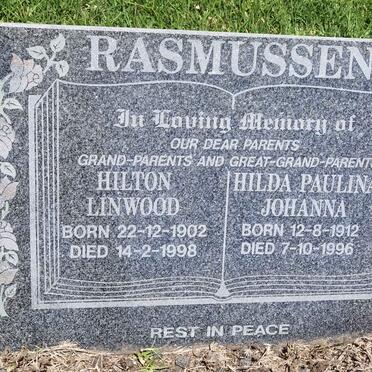 RASMUSSEN
In Loving Memory of
OUR DEAR PARENTS
GRAND-PARENTS AND GREAT-GRAND-PARENT
HILTON
LINWOOD
BORN 22-12-1902
DIED 14-2-1998
HILDA PAULINA
JOHANNA
BORN 12-8-1912
DIED 7-10-1996
REST IN PEACE